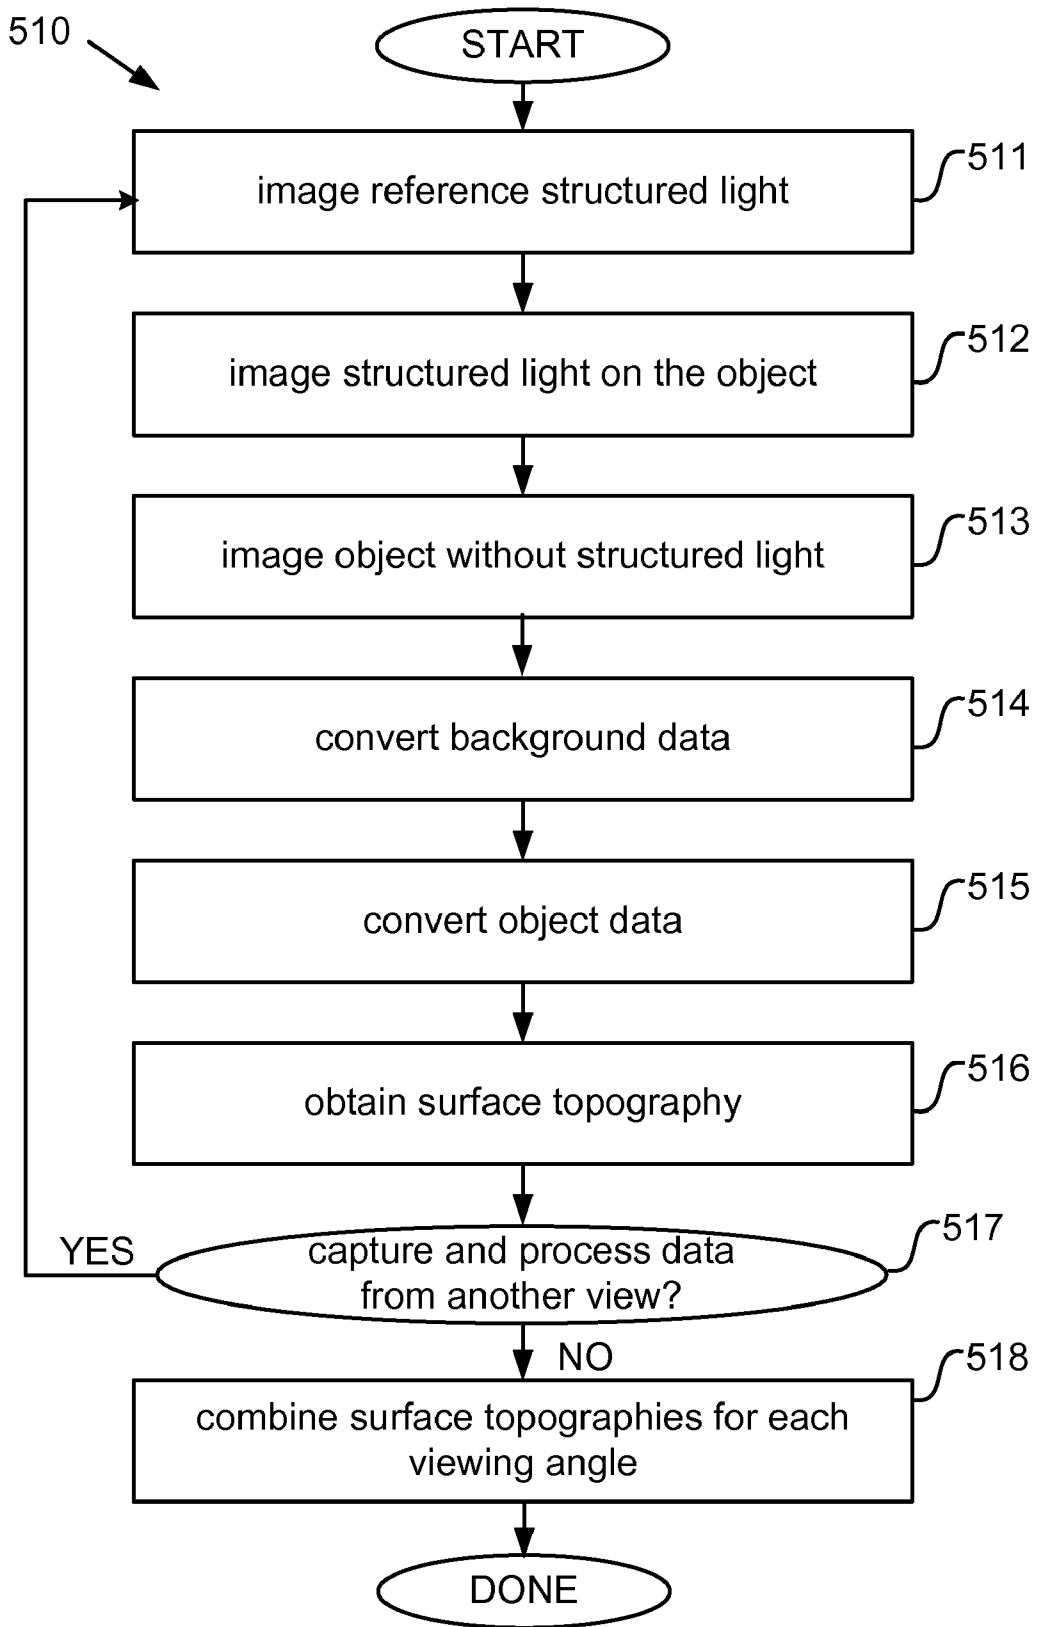 510
START
image reference structured light
511
image structured light on the object
512
image object without structured light
513
convert background data
514
convert object data
515
obtain surface topography
516
capture and process data
from another view?
517
YES
NO
combine surface topographies for each
viewing angle
518
DONE